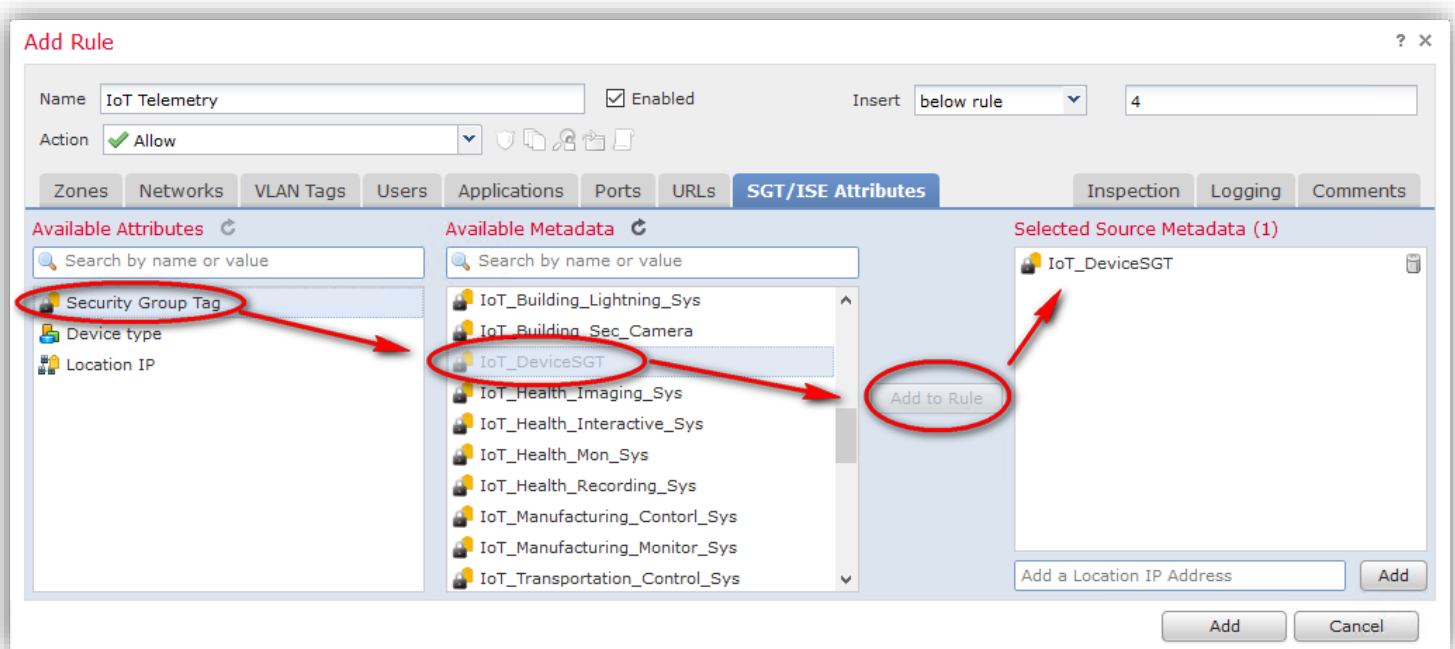 Add Rule
? ×
Name IoT Telemetry Enabled Insert below rule 4
Action Allow
Zones Networks VLAN Tags Users Applications Ports URLs SGT/ISE Attributes Inspection Logging Comments
Available Attributes Available Metadata Selected Source Metadata (1)
Search by name or value Search by name or value IoT_DeviceSGT
Security Group Tag IoT_Building_Lightning_Sys
Device type IoT_Building_Sec_Camera
Location IP IoT_DeviceSGT
IoT_Health_Imaging_Sys Add to Rule
IoT_Health_Interactive_Sys
IoT_Health_Mon_Sys
IoT_Health_Recording_Sys
IoT_Manufacturing_Contorl_Sys
IoT_Manufacturing_Monitor_Sys
IoT_Transportation_Control_Sys Add a Location IP Address Add
Add Cancel